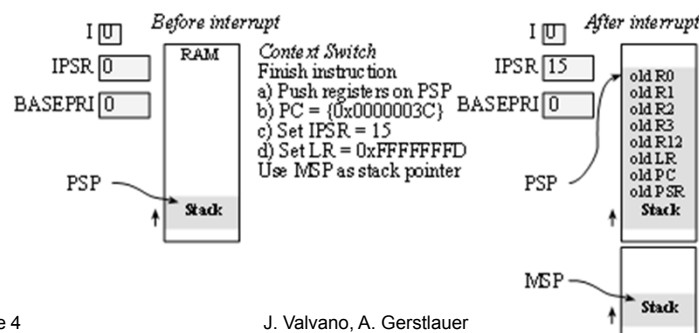 Before interrupt
I 0
IPSR 0
BASEPRI 0
RAM
PSP
Stack
Context Switch
Finish instruction
a) Push registers on PSP
b) PC = {0x0000003C}
c) Set IPSR = 15
d) Set LR = 0xFFFFFFFD
Use MSP as stack pointer
After interrupt
I 0
IPSR 15
BASEPRI 0
old R0
old R1
old R2
old R3
old R12
old LR
old PC
old PSR
PSP
Stack
MSP
Stack
e 4
J. Valvano, A. Gerstlauer